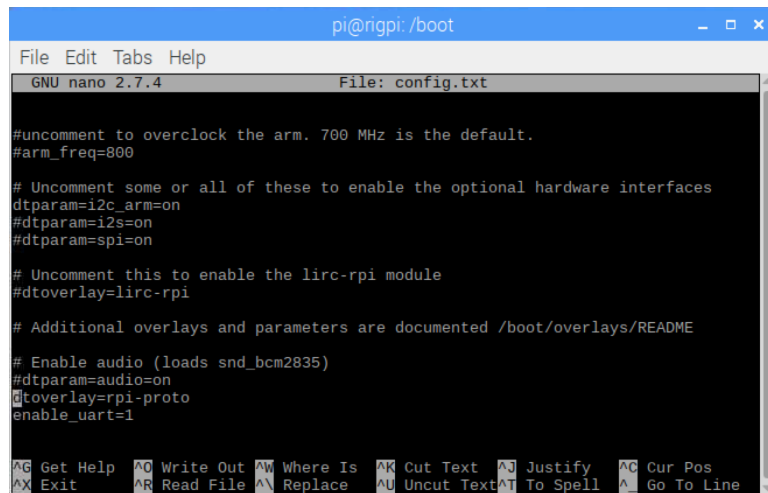 pi@rigpi: /boot
File Edit Tabs Help
GNU nano 2.7.4 File: config.txt
#uncomment to overclock the arm. 700 MHz is the default.
#arm_freq=800
# Uncomment some or all of these to enable the optional hardware interfaces
dtparam=i2c_arm=on
#dtparam=i2s=on
#dtparam=spi=on
# Uncomment this to enable the lirc-rpi module
#dtoverlay=lirc-rpi
# Additional overlays and parameters are documented /boot/overlays/README
# Enable audio (loads snd_bcm2835)
#dtparam=audio=on
dtoverlay=rpi-proto
enable_uart=1
^G Get Help ^O Write Out ^W Where Is ^K Cut Text ^J Justify ^C Cur Pos
^X Exit ^R Read File ^\ Replace ^U Uncut Text ^T To Spell ^_ Go To Line